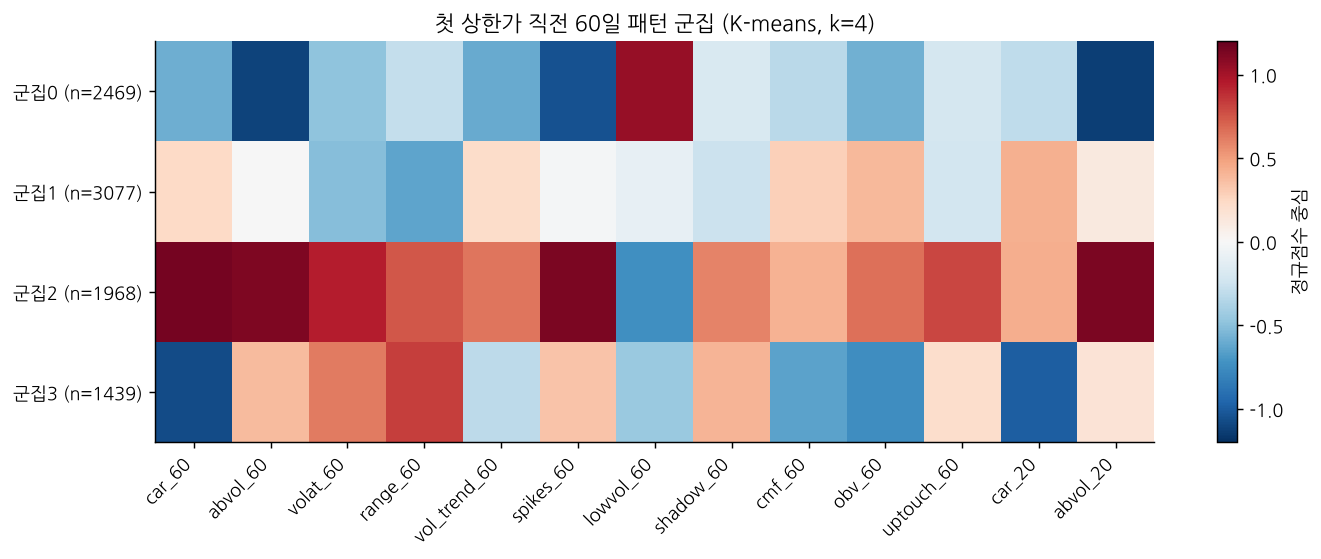 첫 상한가 직전 60일 패턴 군집 (K-means, k=4)
군집0 (n=2469)
군집1 (n=3077)
군집2 (n=1968)
군집3 (n=1439)
car_60
abvol_60
volat_60
range_60
vol_trend_60
spikes_60
lowvol_60
shadow_60
cmf_60
obv_60
uptouch_60
car_20
abvol_20
1.0
0.5
0.0
-0.5
-1.0
정규점수 중심